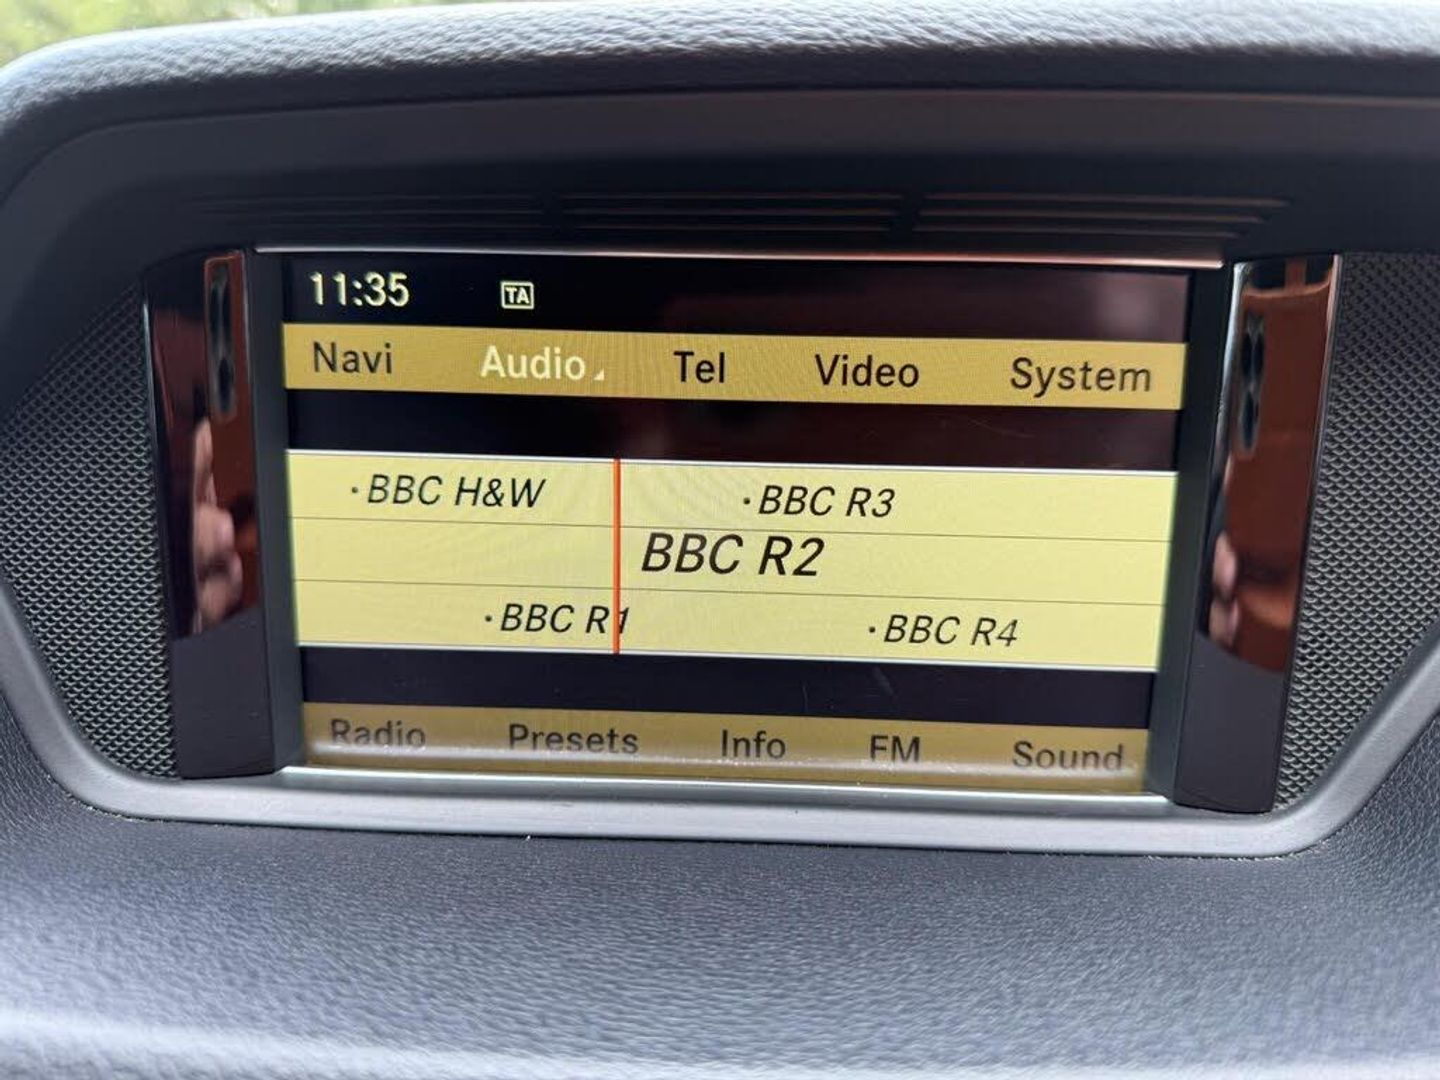 11:35 TA
Navi Audio Tel Video System
·BBC H&W ·BBC R3
BBC R2
·BBC R1 ·BBC R4
Radio Presets Info FM Sound